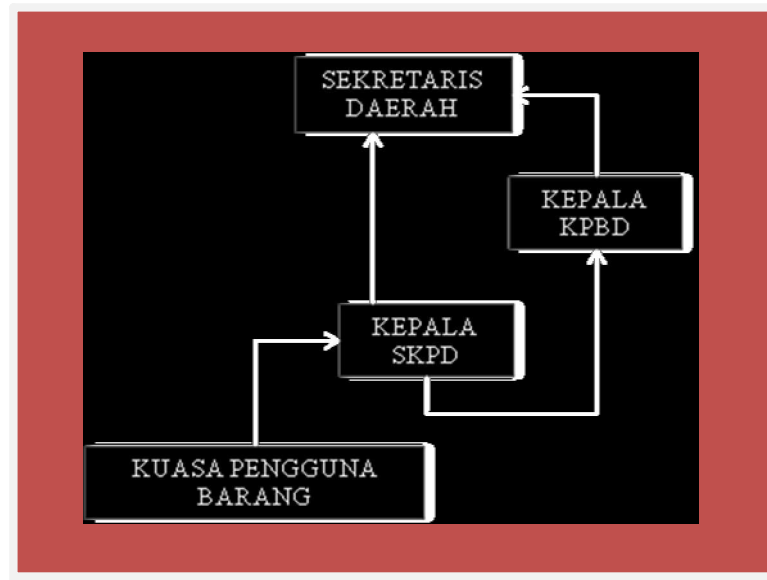 SEKRETARIS
DAERAH
KEPALA
KPBD
KEPALA
SKPD
KUASA PENGGUNA
BARANG